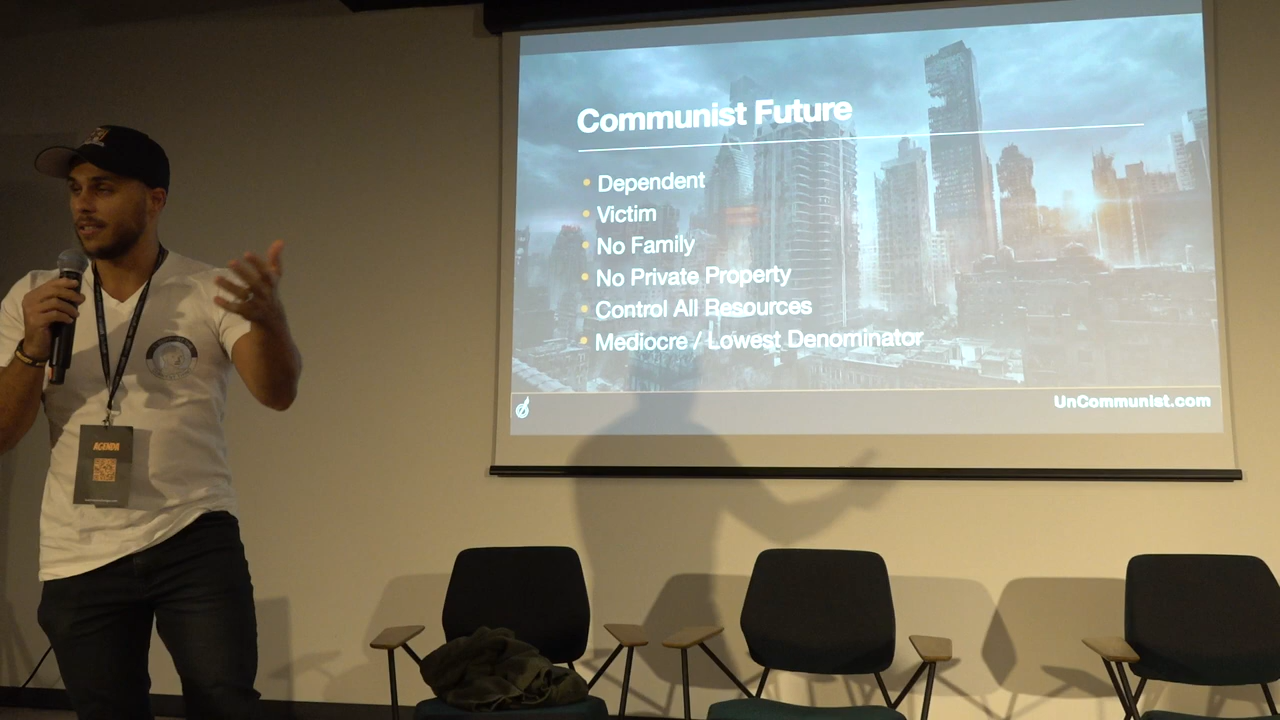 Communist Future
• Dependent
• Victim
• No Family
• No Private Property
• Control All Resources
• Mediocre / Lowest Denominator
UnCommunist.com
AGENDA